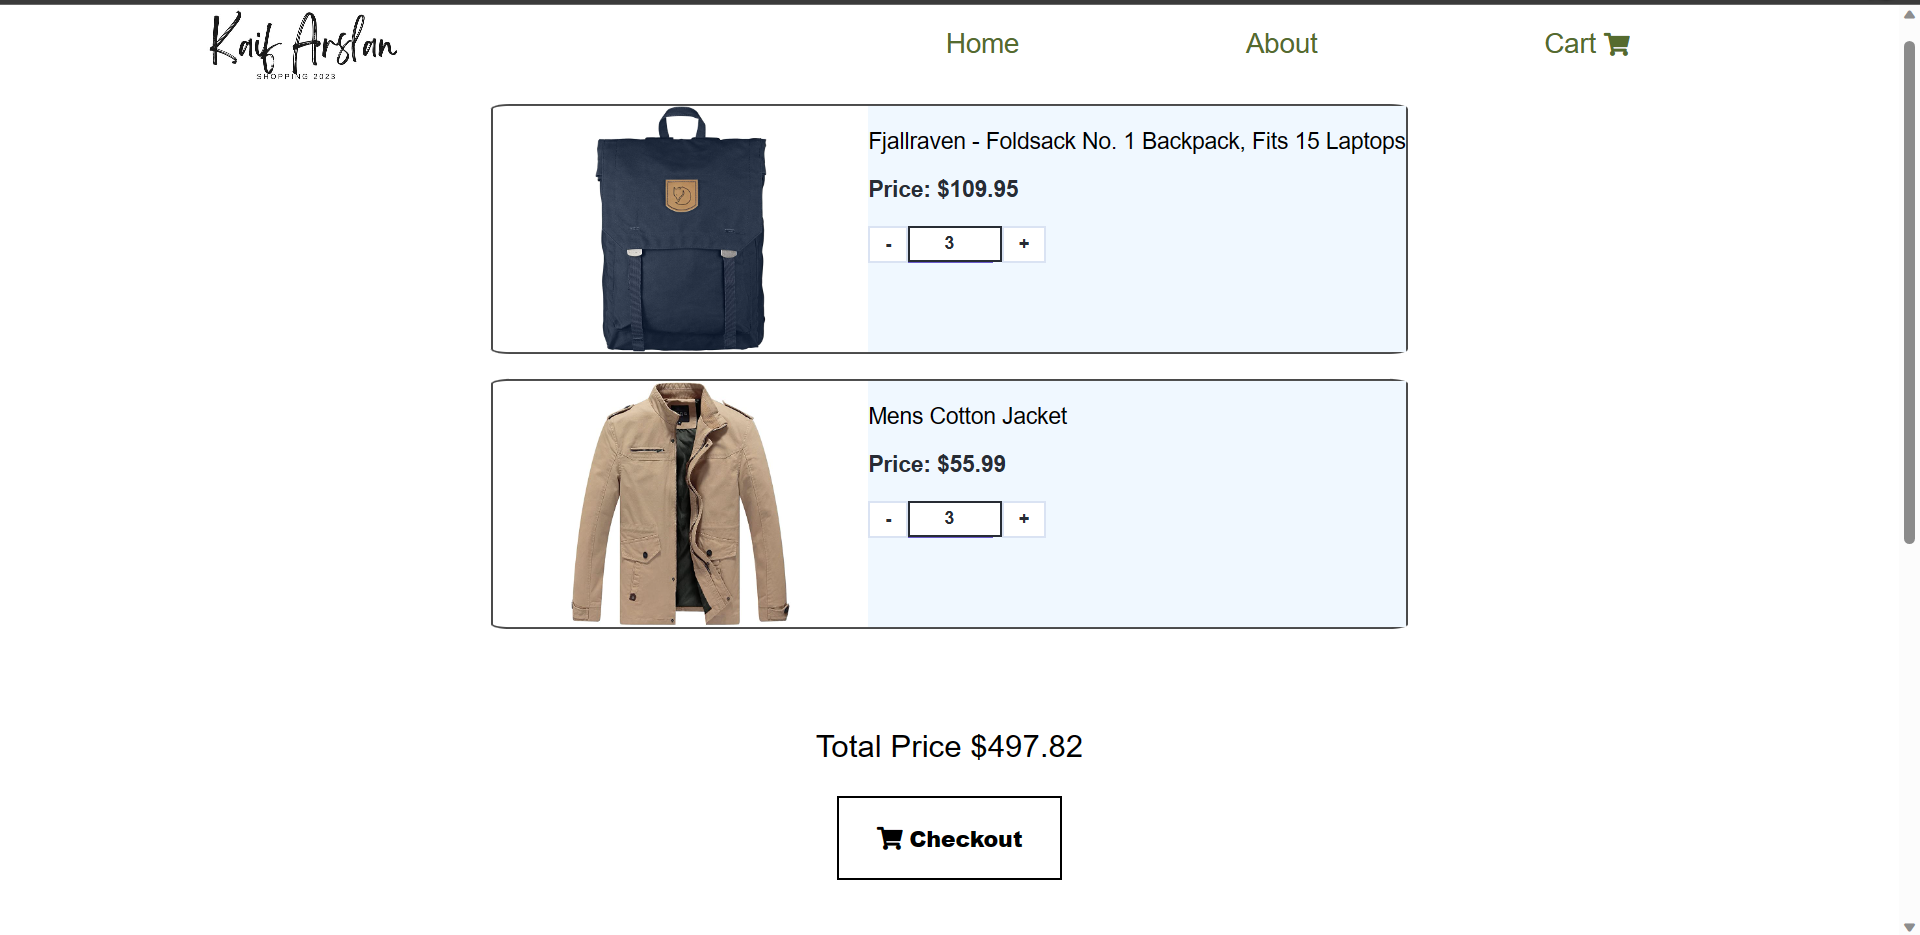 Kaif Arslan
SHOPPING 2023
Home
About
Cart
Fjallraven - Foldsack No. 1 Backpack, Fits 15 Laptops
Price: $109.95
- 3 +
Mens Cotton Jacket
Price: $55.99
- 3 +
Total Price $497.82
Checkout